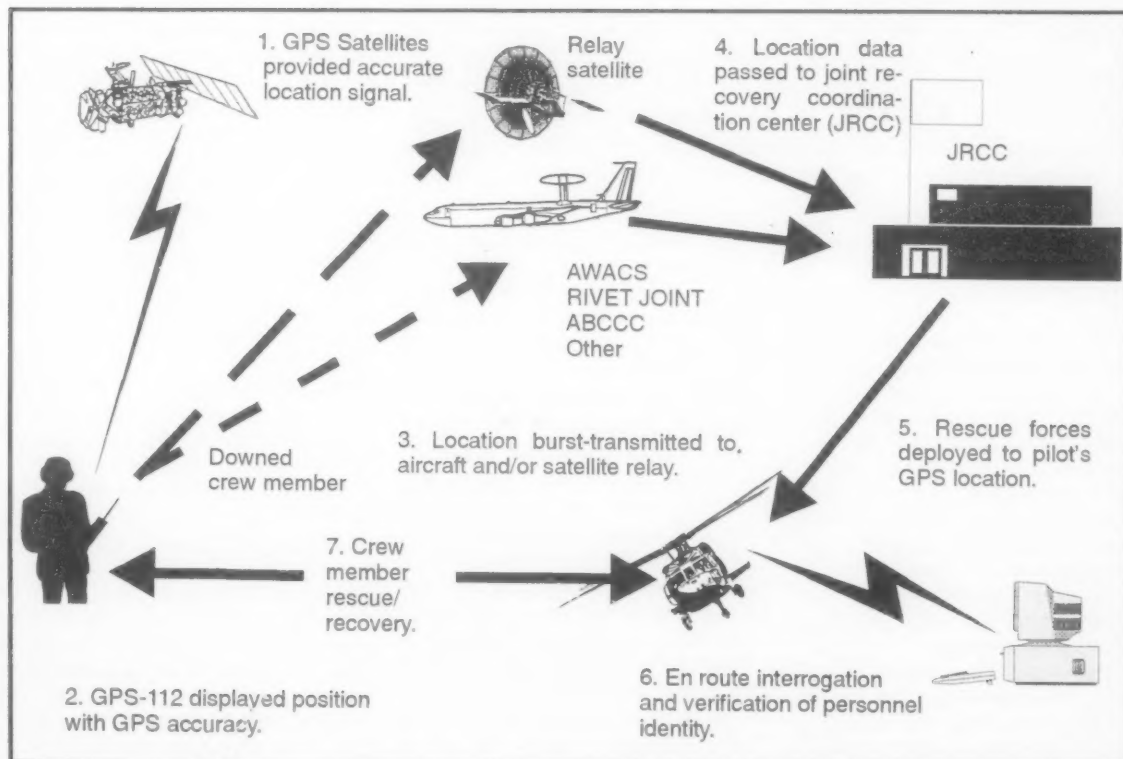 1. GPS Satellites
provided accurate
location signal.
Relay
satellite
4. Location data
passed to joint re-
covery coordina-
tion center (JRCC)
JRCC
AWACS
RIVET JOINT
ABCCC
Other
Downed
crew member
3. Location burst-transmitted to
aircraft and/or satellite relay.
5. Rescue forces
deployed to pilot's
GPS location.
7. Crew
member
rescue/
recovery.
2. GPS-112 displayed position
with GPS accuracy.
6. En route interrogation
and verification of personnel
identity.